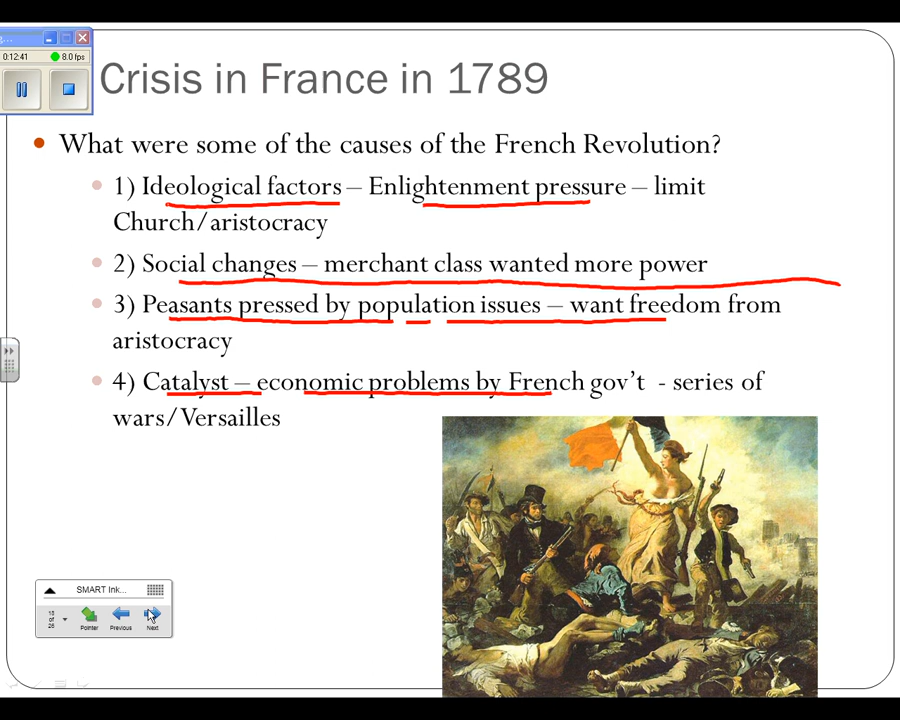 g...
0:12:41
8.0 fps
Crisis in France in 1789
What were some of the causes of the French Revolution?
1) Ideological factors – Enlightenment pressure – limit
Church/aristocracy
2) Social changes – merchant class wanted more power
3) Peasants pressed by population issues – want freedom from
aristocracy
4) Catalyst – economic problems by French gov't - series of
wars/Versailles
SMART Ink...
15
of
26
Pointer
Previous
Next